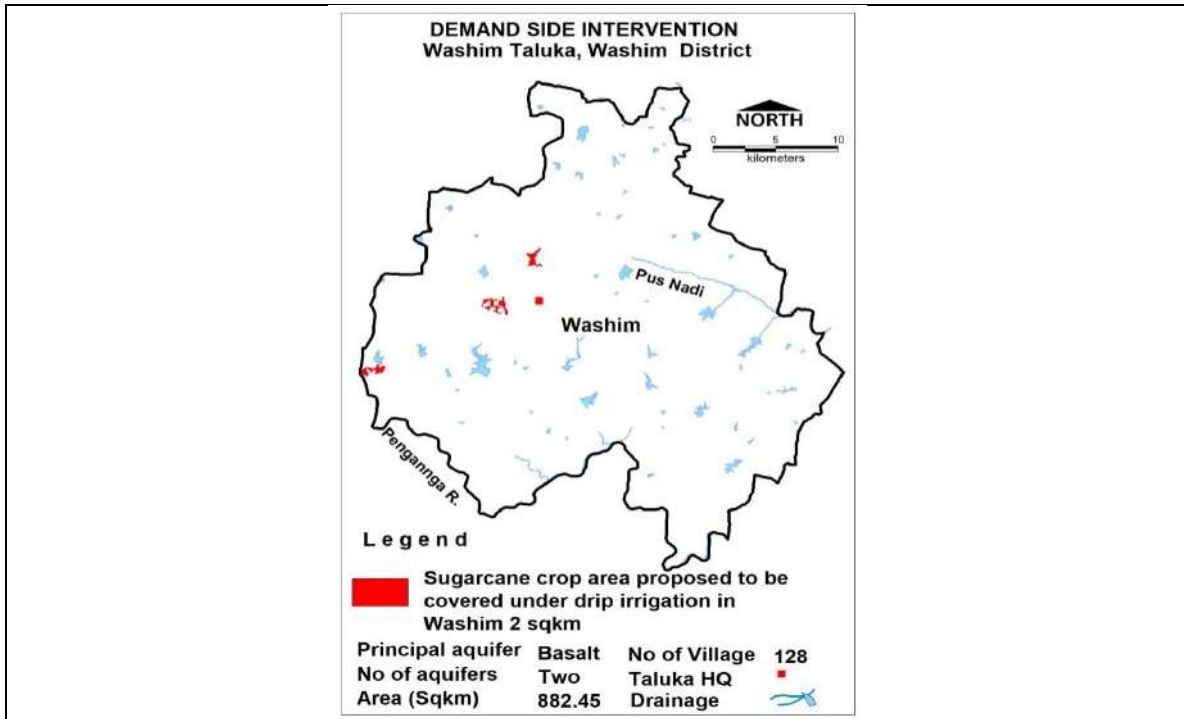 DEMAND SIDE INTERVENTION
Washim Taluka, Washim District
NORTH
0 5 10
kilometers
Pus Nadi
Washim
Pengannga R.
Legend
Sugarcane crop area proposed to be
covered under drip irrigation in
Washim 2 sqkm
Principal aquifer Basalt No of Village 128
No of aquifers Two Taluka HQ
Area (Sqkm) 882.45 Drainage